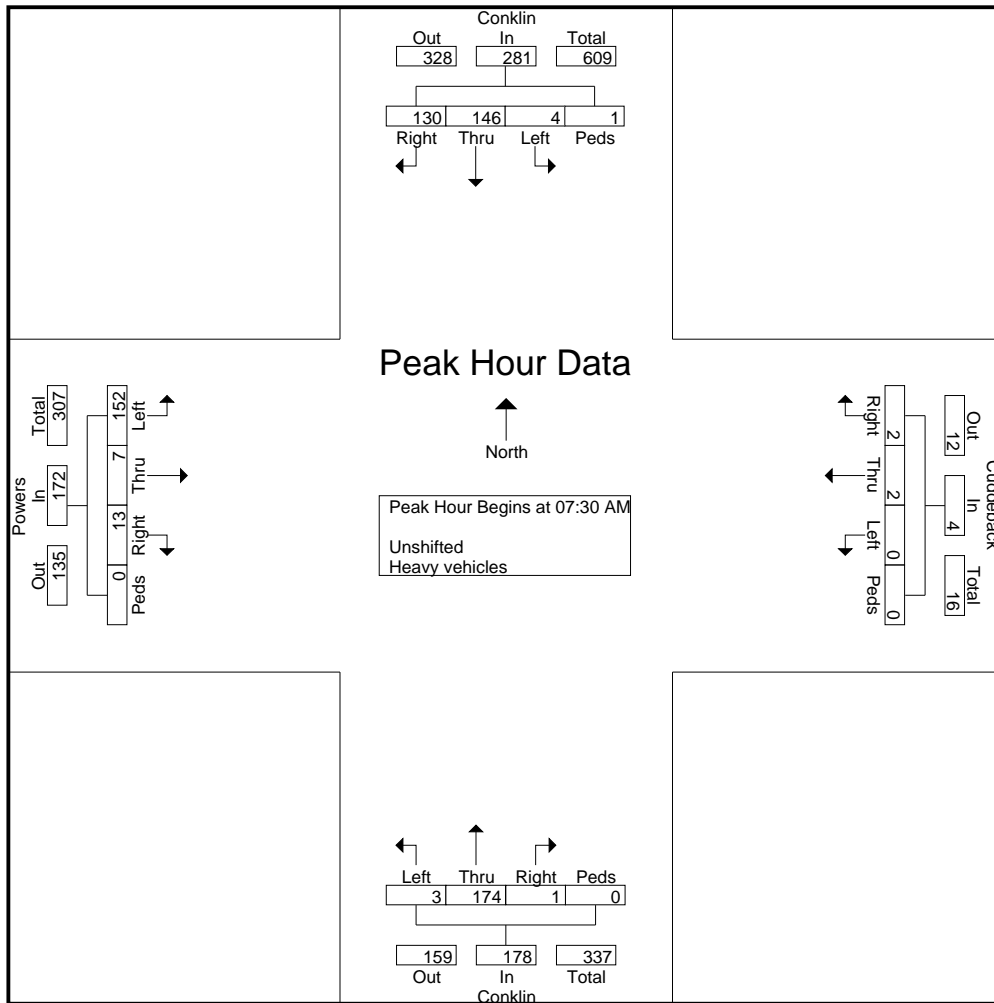 Conklin
Out In Total
328 281 609
130 146 4 1
Right Thru Left Peds
Peak Hour Data
North
Peak Hour Begins at 07:30 AM
Unshifted
Heavy vehicles
Powers
Total In Out
307 172 135
152 7 13 0
Left Thru Right Peds
Cuddeback
Out In Total
12 4 16
2 2 0 0
Right Thru Left Peds
Left Thru Right Peds
3 174 1 0
159 178 337
Out In Total
Conklin